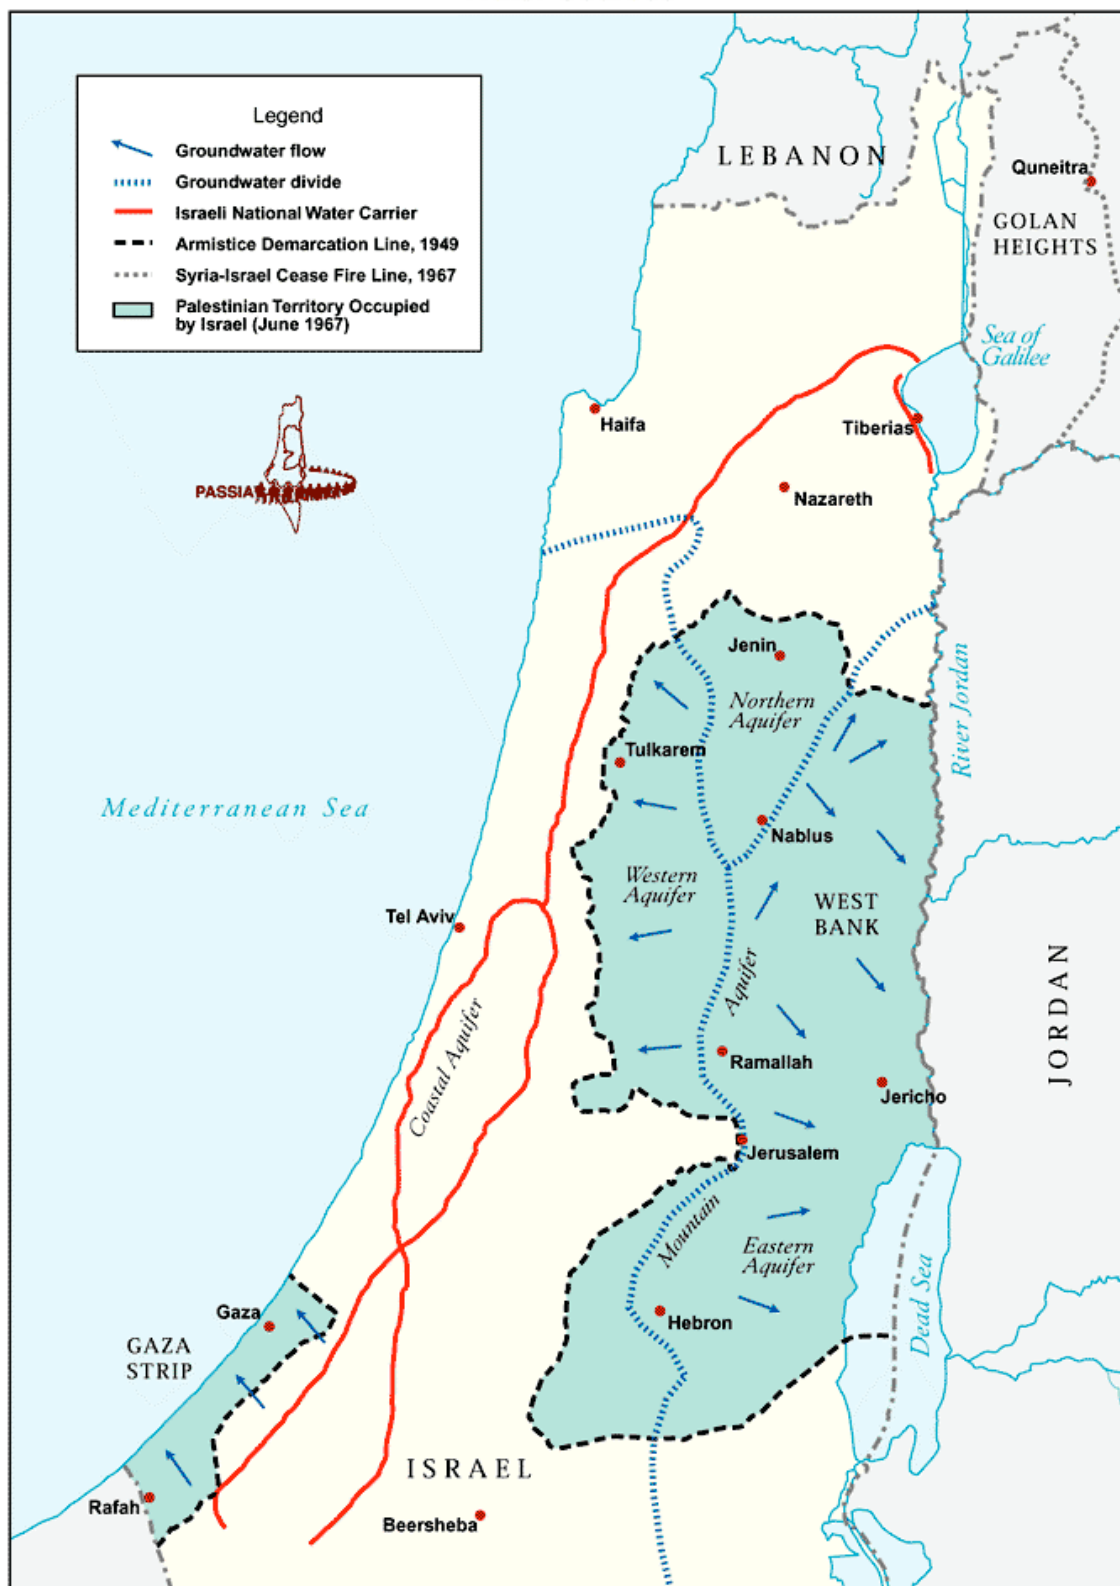 Legend
Groundwater flow
Groundwater divide
Israeli National Water Carrier
Armistice Demarcation Line, 1949
Syria-Israel Cease Fire Line, 1967
Palestinian Territory Occupied
by Israel (June 1967)
PASSIA
LEBANON
Quneitra
GOLAN
HEIGHTS
Sea of
Galilee
Haifa
Tiberias
Nazareth
Jenin
Northern
Aquifer
River Jordan
Tulkarem
Mediterranean Sea
Nablus
Western
Aquifer
WEST
BANK
Tel Aviv
Aquifer
JORDAN
Coastal Aquifer
Ramallah
Jericho
Jerusalem
Mountain
Eastern
Aquifer
Dead Sea
Gaza
Hebron
GAZA
STRIP
ISRAEL
Rafah
Beersheba